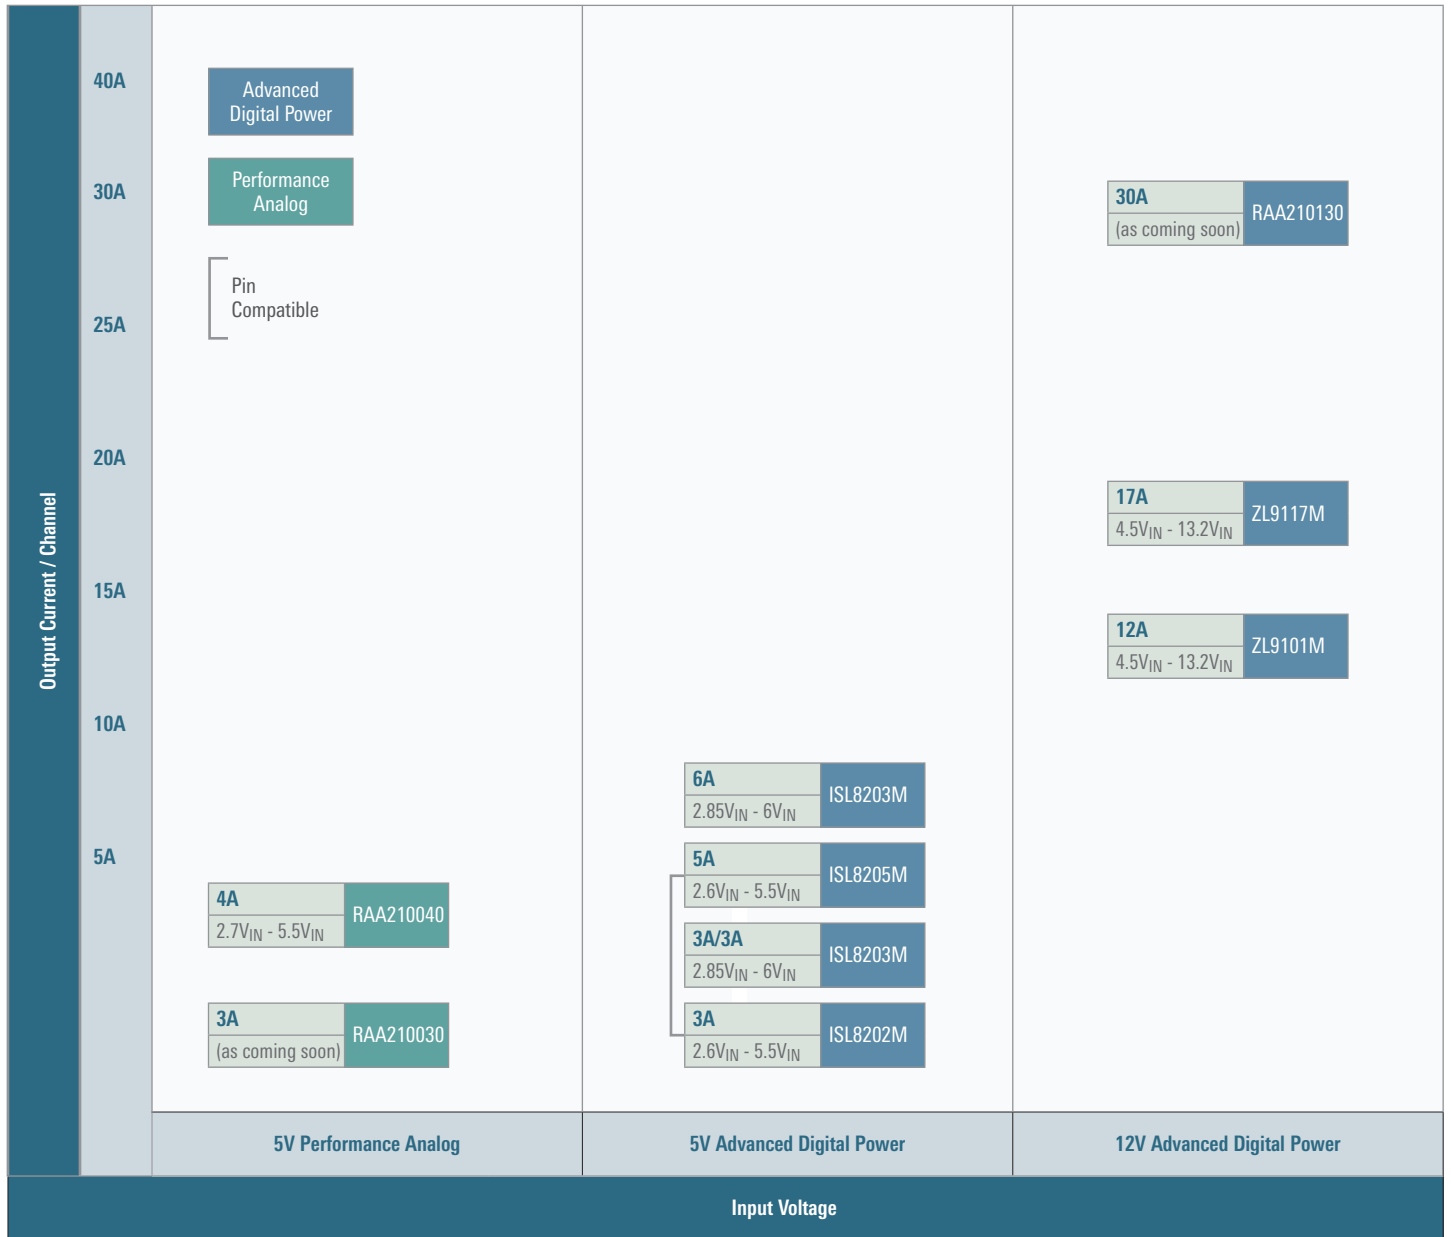 Output Current / Channel
40A
30A
25A
20A
15A
10A
5A
Advanced
Digital Power
Performance
Analog
Pin
Compatible
4A
2.7VIN - 5.5VIN
RAA210040
3A
(as coming soon)
RAA210030
6A
2.85VIN - 6VIN
ISL8203M
5A
2.6VIN - 5.5VIN
ISL8205M
3A/3A
2.85VIN - 6VIN
ISL8203M
3A
2.6VIN - 5.5VIN
ISL8202M
30A
(as coming soon)
RAA210130
17A
4.5VIN - 13.2VIN
ZL9117M
12A
4.5VIN - 13.2VIN
ZL9101M
5V Performance Analog
5V Advanced Digital Power
12V Advanced Digital Power
Input Voltage